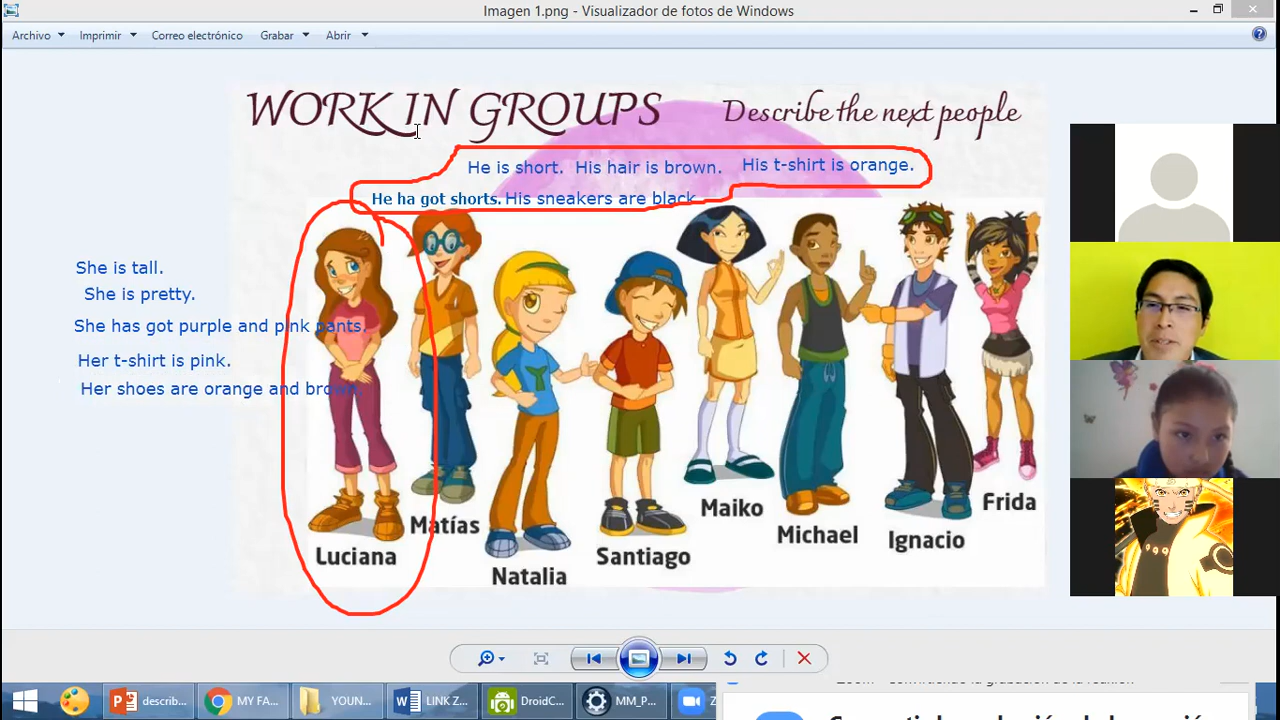 Imagen 1.png - Visualizador de fotos de Windows
Archivo Imprimir Correo electrónico Grabar Abrir
WORK IN GROUPS Describe the next people
He is short. His hair is brown. His t-shirt is orange.
He ha got shorts. His sneakers are black
She is tall.
She is pretty.
She has got purple and pink pants.
Her t-shirt is pink.
Her shoes are orange and brown.
Luciana Matías Natalia Santiago Maiko Michael Ignacio Frida
describ... MY FA... YOUN... LINK Z... DroidC... MM_P... Z